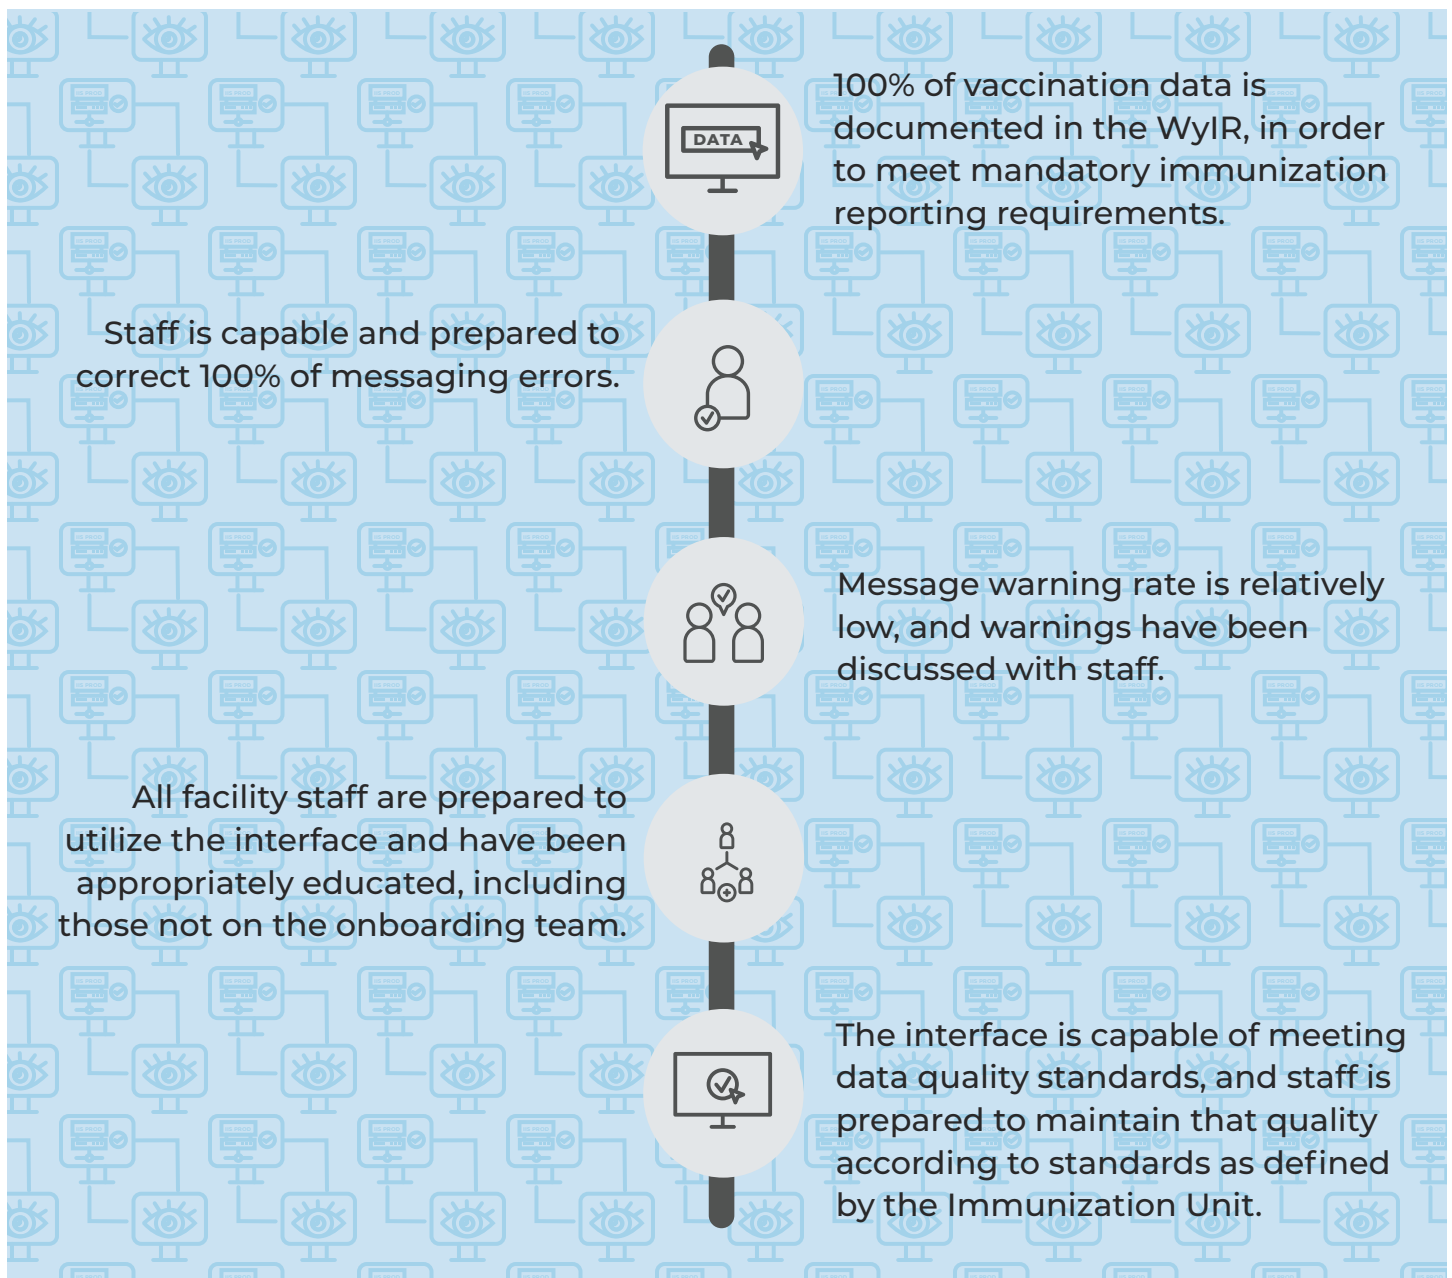 DATA
100% of vaccination data is
documented in the WyIR, in order
to meet mandatory immunization
reporting requirements.
Staff is capable and prepared to
correct 100% of messaging errors.
Message warning rate is relatively
low, and warnings have been
discussed with staff.
All facility staff are prepared to
utilize the interface and have been
appropriately educated, including
those not on the onboarding team.
The interface is capable of meeting
data quality standards, and staff is
prepared to maintain that quality
according to standards as defined
by the Immunization Unit.